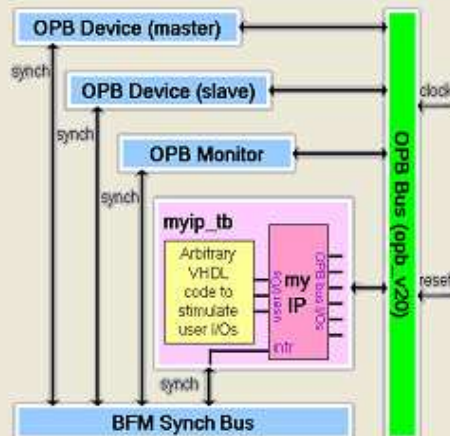 OPB Device (master)
synch
OPB Device (slave)
clock
synch
OPB Monitor
synch
OPB Bus (opb_v20)
myip_tb
Arbitrary
VHDL
code to
stimulate
user I/Os
user I/Os
my
IP
OPB bus I/Os
intr
reset
synch
BFM Synch Bus